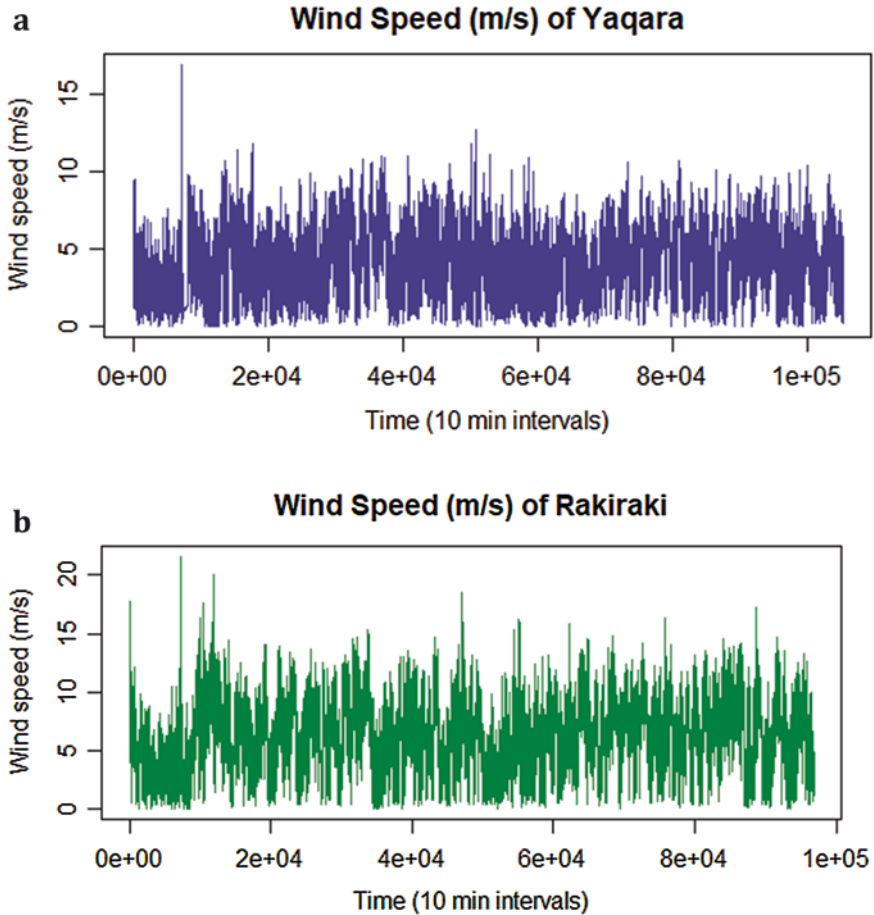 a
Wind Speed (m/s) of Yaqara
Wind speed (m/s)
15
10
5
0
0e+00 2e+04 4e+04 6e+04 8e+04 1e+05
Time (10 min intervals)
b
Wind Speed (m/s) of Rakiraki
Wind speed (m/s)
20
15
10
5
0
0e+00 2e+04 4e+04 6e+04 8e+04 1e+05
Time (10 min intervals)